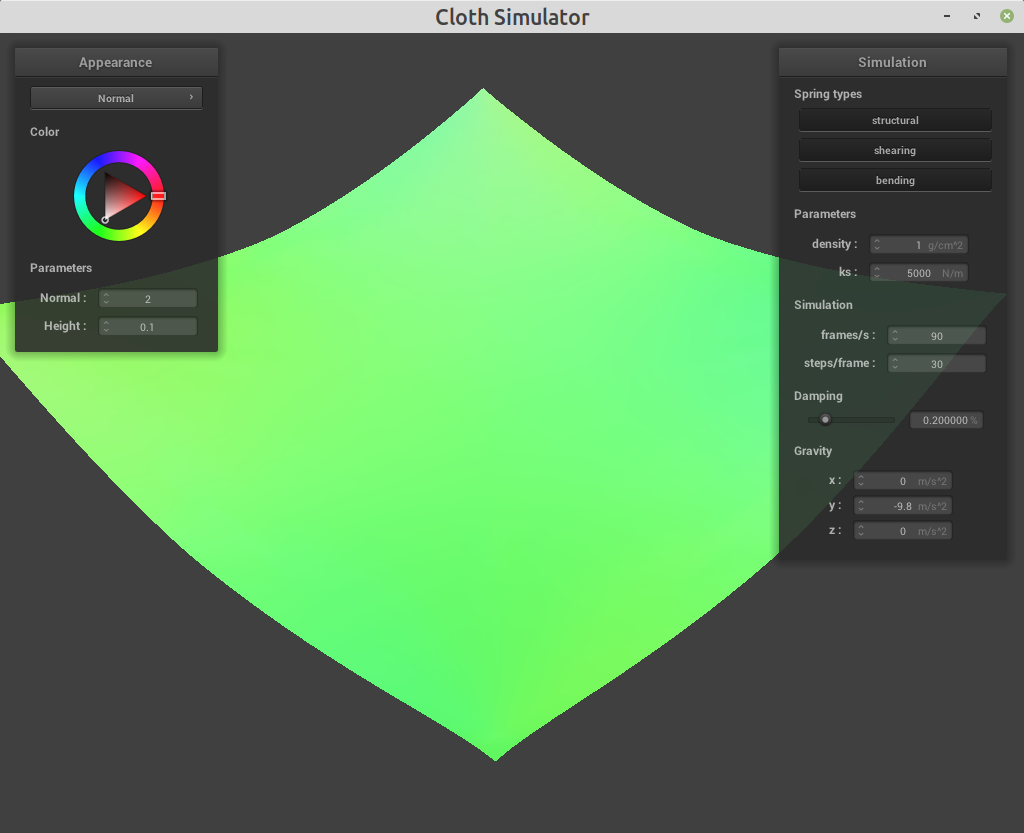 Cloth Simulator
Appearance
Normal
Color
Parameters
Normal : 2
Height : 0.1
Simulation
Spring types
structural
shearing
bending
Parameters
density : 1 g/cm^2
ks : 5000 N/m
Simulation
frames/s : 90
steps/frame : 30
Damping
0.200000 %
Gravity
x : 0 m/s^2
y : -9.8 m/s^2
z : 0 m/s^2